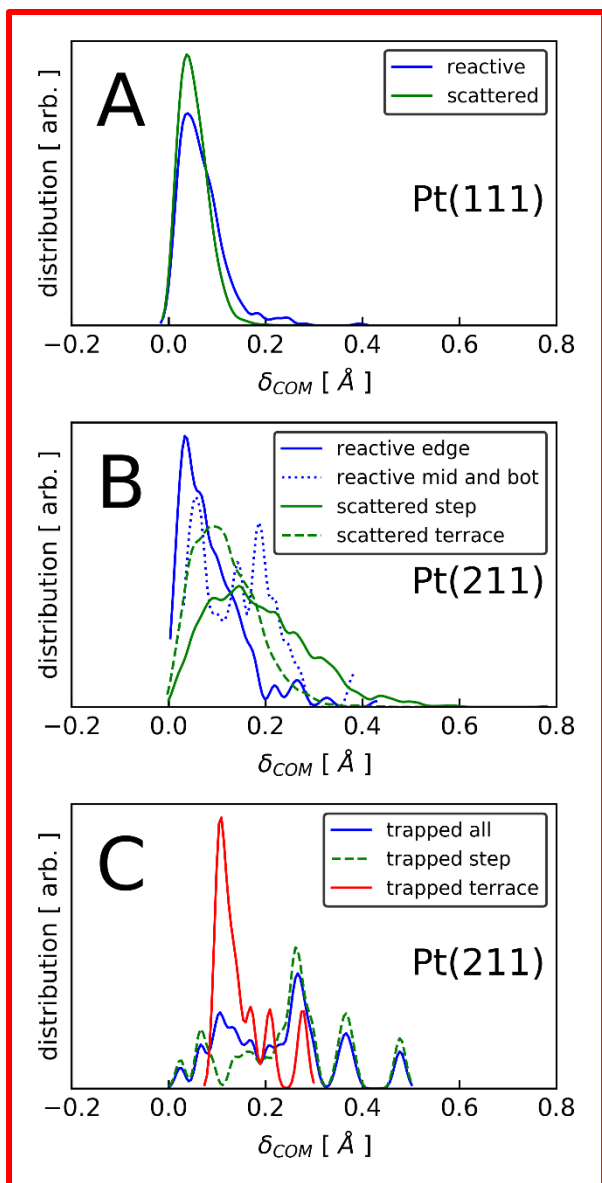 A
reactive
scattered
Pt(111)
distribution [ arb. ]
−0.2 0.0 0.2 0.4 0.6 0.8
δCOM [ Å ]
B
reactive edge
reactive mid and bot
scattered step
scattered terrace
Pt(211)
distribution [ arb. ]
−0.2 0.0 0.2 0.4 0.6 0.8
δCOM [ Å ]
C
trapped all
trapped step
trapped terrace
Pt(211)
distribution [ arb. ]
−0.2 0.0 0.2 0.4 0.6 0.8
δCOM [ Å ]